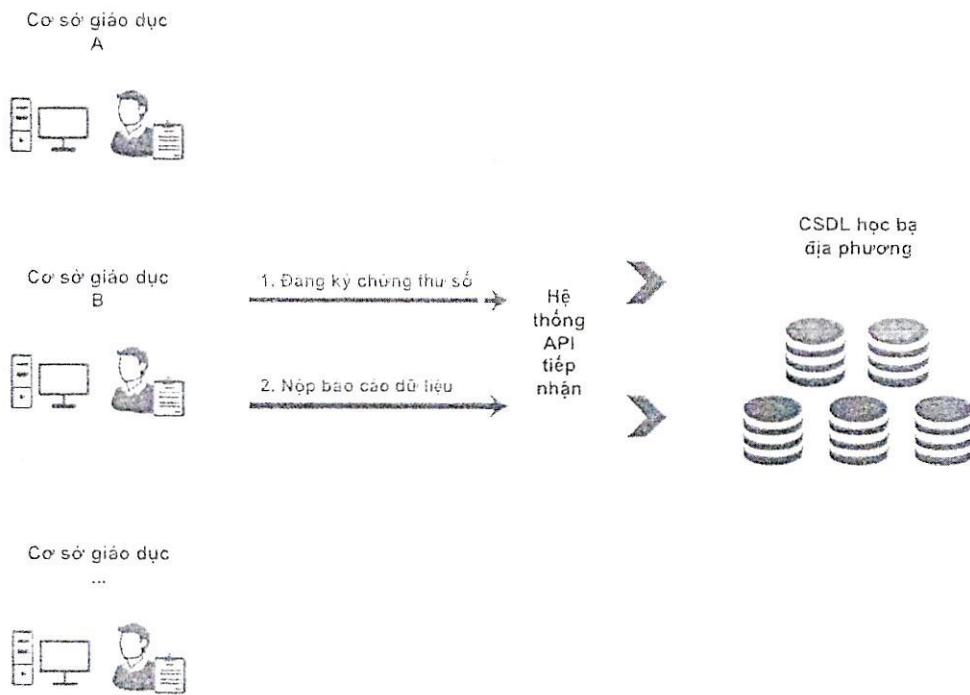 Cơ sở giáo dục
A
Cơ sở giáo dục
B
1. Đăng ký chứng thư số
2. Nộp báo cáo dữ liệu
Hệ
thống
API
tiếp
nhận
CSDL học bạ
địa phương
Cơ sở giáo dục
...